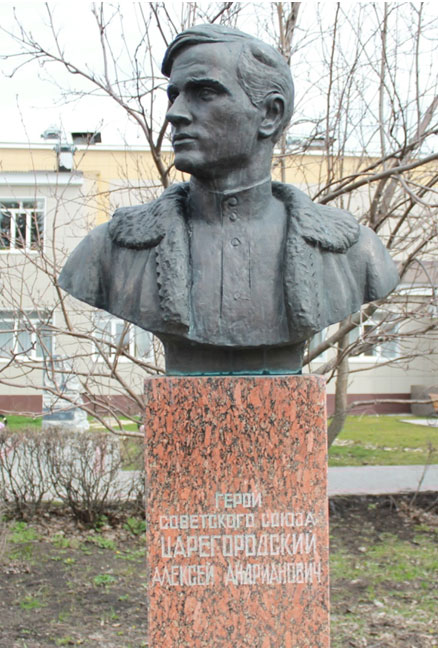 ГЕРОЙ
СОВЕТСКОГО СОЮЗА
ЦАРЕГОРОДСКИЙ
АЛЕКСЕЙ АНДРИАНОВИЧ